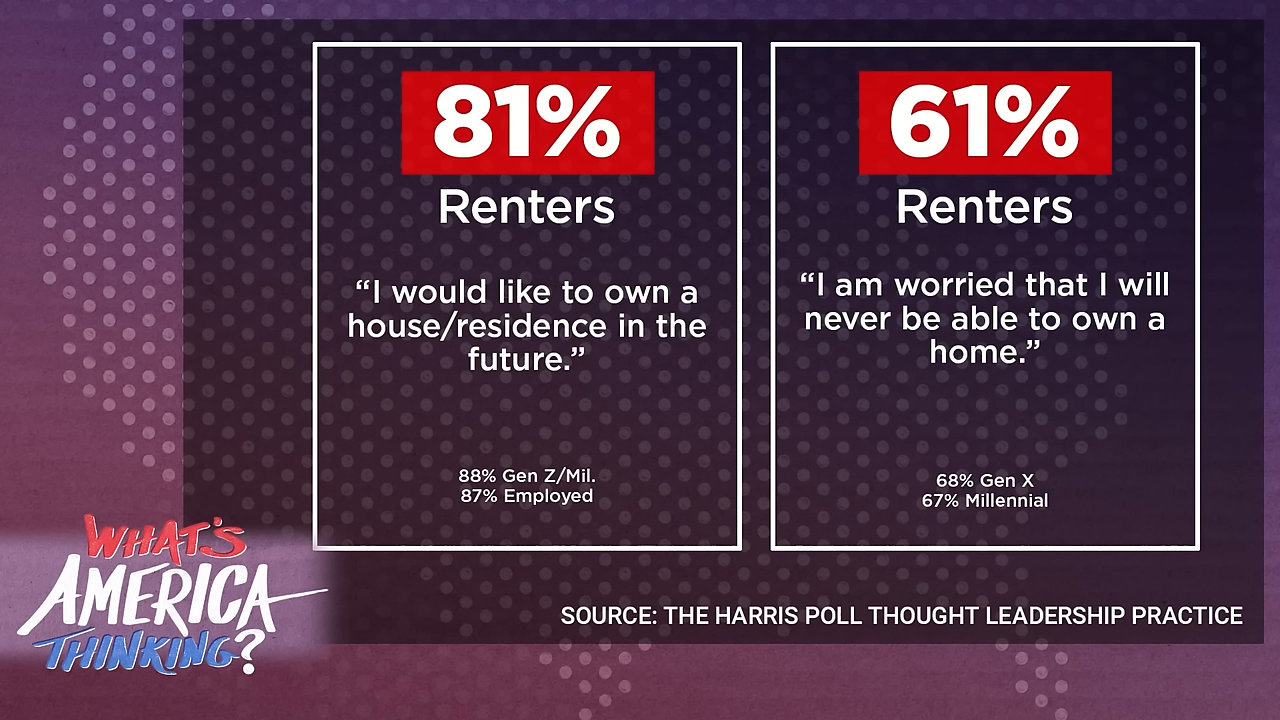 81%
Renters
“I would like to own a
house/residence in the
future.”
88% Gen Z/Mil.
87% Employed
61%
Renters
“I am worried that I will
never be able to own a
home.”
68% Gen X
67% Millennial
WHAT'S
AMERICA
THINKING?
SOURCE: THE HARRIS POLL THOUGHT LEADERSHIP PRACTICE